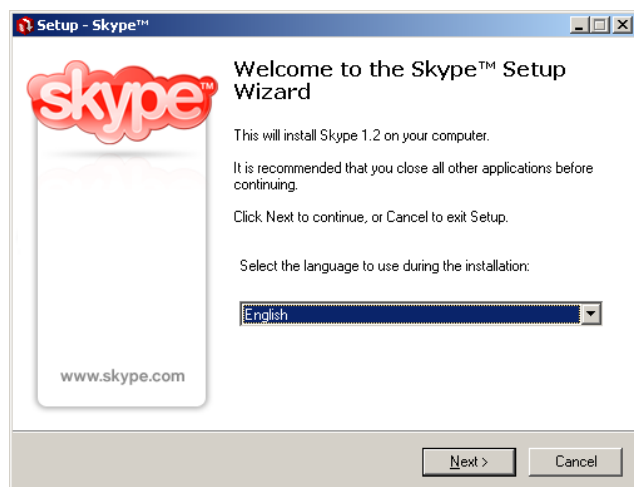 Setup - Skype™
skype™
Welcome to the Skype™ Setup
Wizard
This will install Skype 1.2 on your computer.
It is recommended that you close all other applications before
continuing.
Click Next to continue, or Cancel to exit Setup.
Select the language to use during the installation:
English
www.skype.com
Next >
Cancel